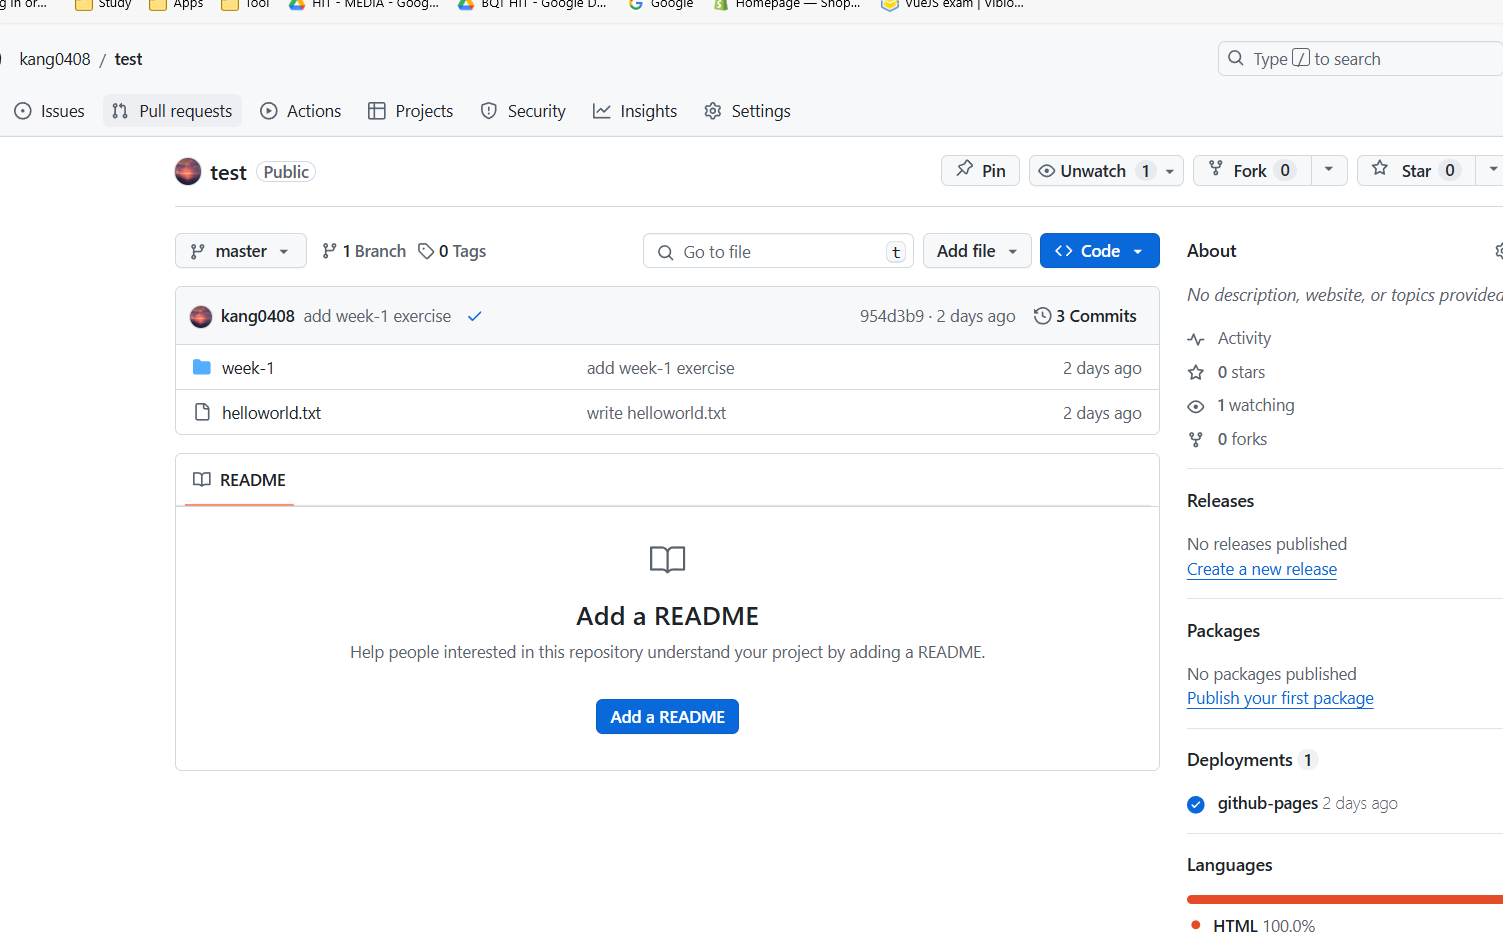 Study Apps Tool HIT - MEDIA - Goog... BQT HIT - Google D... Google Homepage — Shop... VueJS exam | Viblo...
kang0408 / test
Type / to search
Issues Pull requests Actions Projects Security Insights Settings
test Public
Pin Unwatch 1 Fork 0 Star 0
master 1 Branch 0 Tags
Go to file t Add file Code
kang0408 add week-1 exercise 954d3b9 · 2 days ago 3 Commits
week-1 add week-1 exercise 2 days ago
helloworld.txt write helloworld.txt 2 days ago
README
Add a README
Help people interested in this repository understand your project by adding a README.
Add a README
About
No description, website, or topics provided
Activity
0 stars
1 watching
0 forks
Releases
No releases published
Create a new release
Packages
No packages published
Publish your first package
Deployments 1
github-pages 2 days ago
Languages
HTML 100.0%